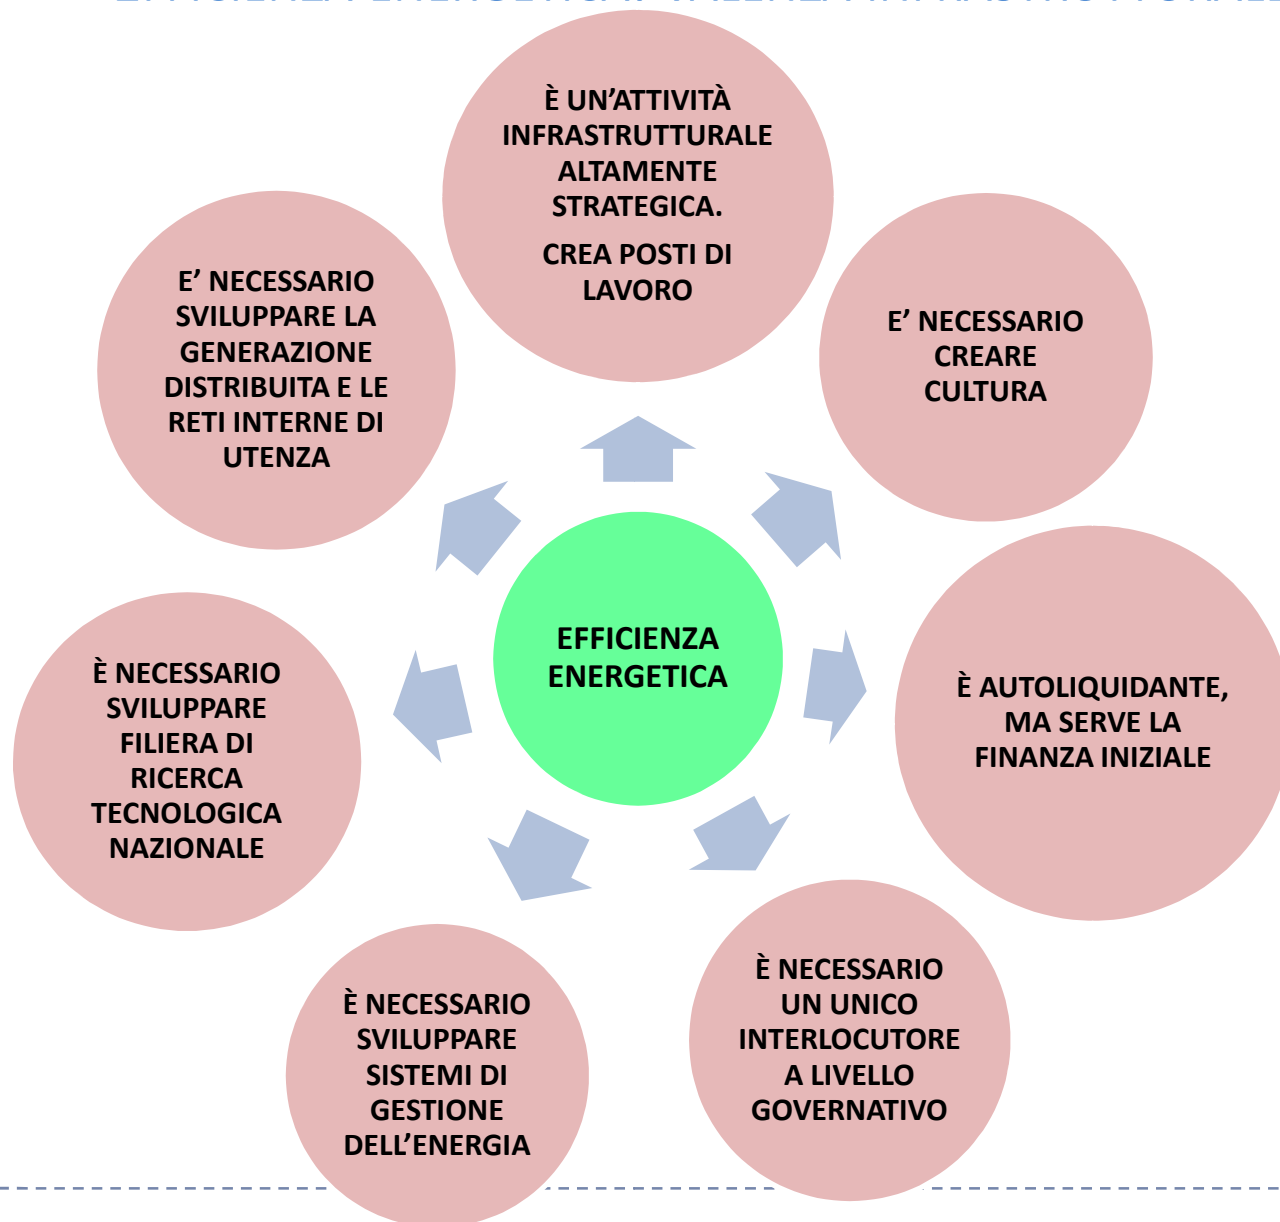 È UN’ATTIVITÀ
INFRASTRUTTURALE
ALTAMENTE
STRATEGICA.
CREA POSTI DI
LAVORO
E’ NECESSARIO
CREARE
CULTURA
È AUTOLIQUIDANTE,
MA SERVE LA
FINANZA INIZIALE
È NECESSARIO
UN UNICO
INTERLOCUTORE
A LIVELLO
GOVERNATIVO
È NECESSARIO
SVILUPPARE
SISTEMI DI
GESTIONE
DELL’ENERGIA
È NECESSARIO
SVILUPPARE
FILIERA DI
RICERCA
TECNOLOGICA
NAZIONALE
E’ NECESSARIO
SVILUPPARE LA
GENERAZIONE
DISTRIBUITA E LE
RETI INTERNE DI
UTENZA
EFFICIENZA
ENERGETICA